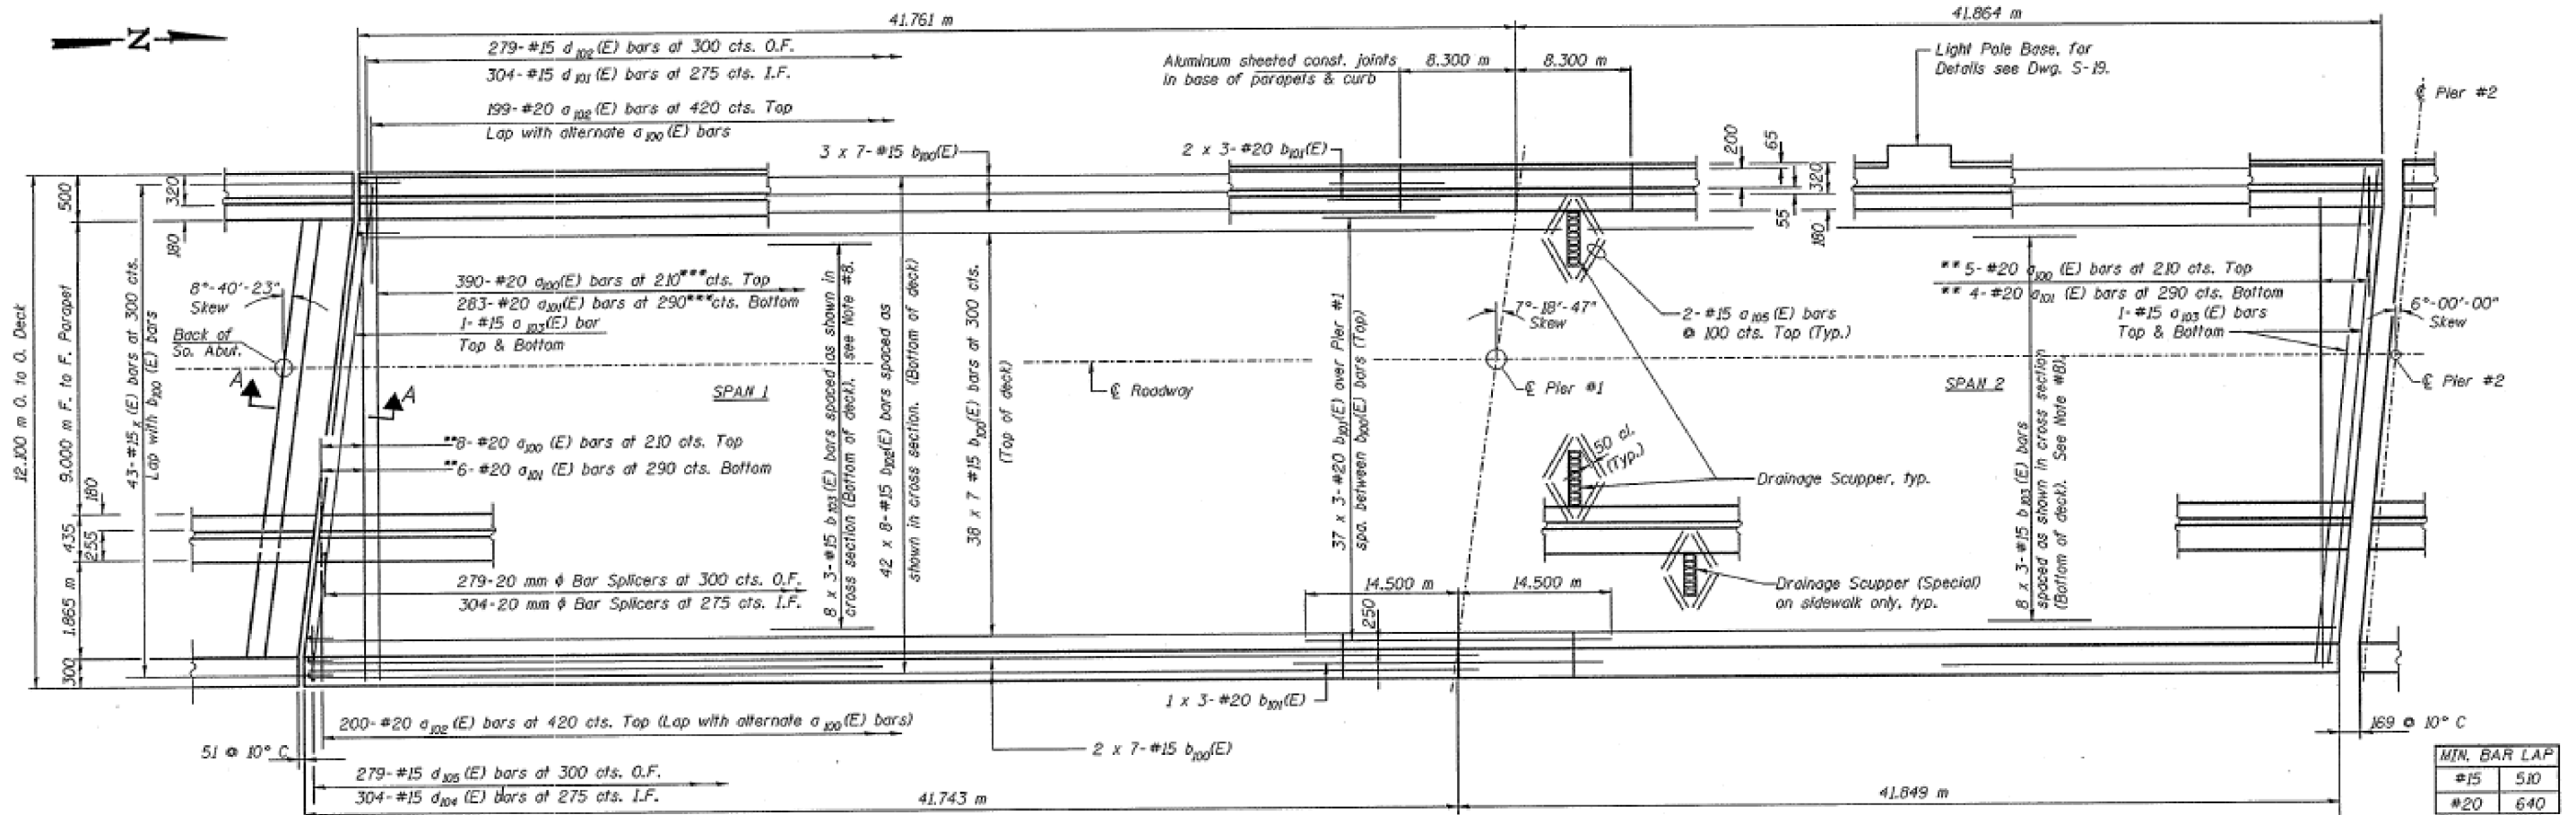 41.761 m
41.864 m
N
279-#15 d102(E) bars at 300 cts. O.F.
304-#15 d101(E) bars at 275 cts. I.F.
199-#20 a102(E) bars at 420 cts. Top
Lap with alternate a100(E) bars
Aluminum sheeted const. joints
in base of parapets & curb
8.300 m
8.300 m
Light Pole Base, for
Details see Dwg. S-19.
℄ Pier #2
3 x 7-#15 b100(E)
2 x 3-#20 b101(E)
200
65
320
55
180
500
320
180
12.100 m O. to O. Deck
9.000 m F. to F. Parapet
43-#15 x(E) bars at 300 cts.
Lap with b100(E) bars
8°-40'-23"
Skew
Back of
So. Abut.
A
A
390-#20 a100(E) bars at 210***cts. Top
283-#20 a101(E) bars at 290***cts. Bottom
1-#15 a103(E) bar
Top & Bottom
SPAN 1
**8-#20 a100 (E) bars at 210 cts. Top
**6-#20 a101 (E) bars at 290 cts. Bottom
8 x 3-#15 b103(E) bars spaced as shown in
cross section (Bottom of deck). see Note #8.
42 x 8-#15 b102(E) bars spaced as
shown in cross section. (Bottom of deck)
38 x 7 #15 b100(E) bars at 300 cts.
(Top of deck)
℄ Roadway
37 x 3-#20 b101(E) over Pier #1
spa. between b100(E) bars (Top)
7°-18'-47"
Skew
℄ Pier #1
2-#15 a105(E) bars
@ 100 cts. Top (Typ.)
50 cl.
(Typ.)
Drainage Scupper, typ.
Drainage Scupper (Special)
on sidewalk only, typ.
SPAN 2
**5-#20 a100 (E) bars at 210 cts. Top
** 4-#20 a101 (E) bars at 290 cts. Bottom
1-#15 a103(E) bars
Top & Bottom
6°-00'-00"
Skew
℄ Pier #2
8 x 3-#15 b103(E) bars
spaced as shown in cross section
(Bottom of deck). See Note #8).
180
435
255
1.865 m
300
279-20 mm ϕ Bar Splicers at 300 cts. O.F.
304-20 mm ϕ Bar Splicers at 275 cts. I.F.
14.500 m
14.500 m
250
1 x 3-#20 b101(E)
200-#20 a102(E) bars at 420 cts. Top (Lap with alternate a100(E) bars)
51 @ 10° C
2 x 7-#15 b100(E)
169 @ 10° C
279-#15 d105(E) bars at 300 cts. O.F.
304-#15 d104(E) bars at 275 cts. I.F.
41.743 m
41.849 m
MIN. BAR LAP
#15 510
#20 640